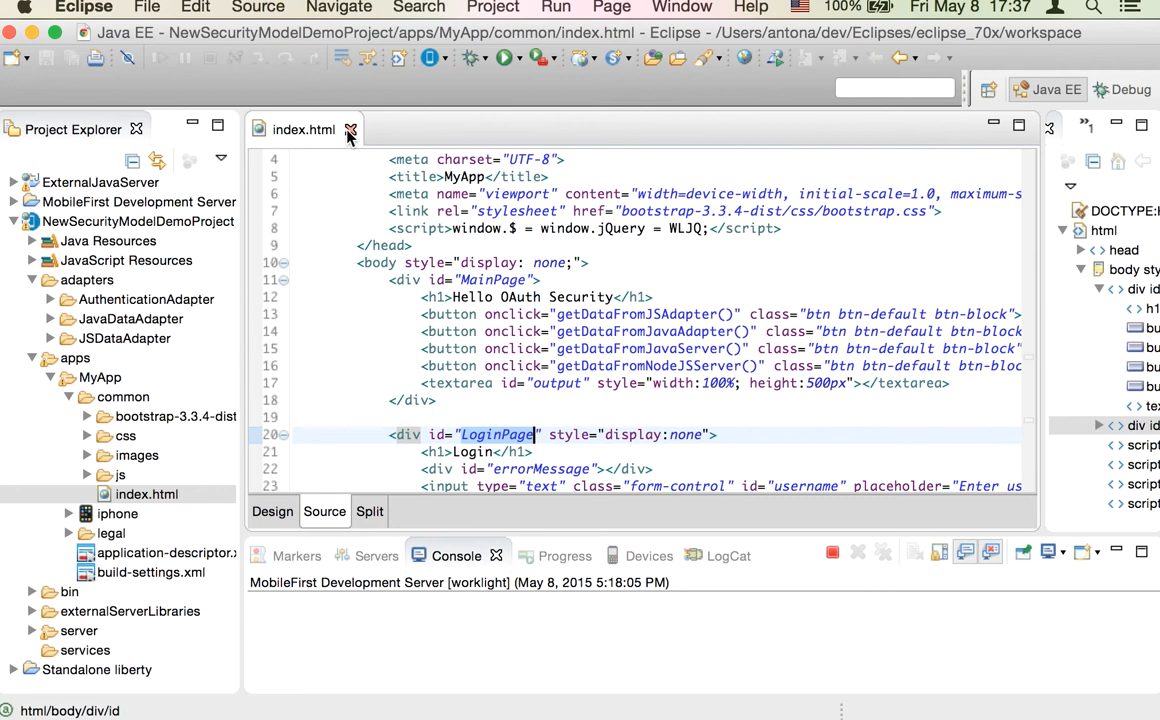 Eclipse File Edit Source Navigate Search Project Run Page Window Help 100% Fri May 8 17:37
Java EE - NewSecurityModelDemoProject/apps/MyApp/common/index.html - Eclipse - /Users/antona/dev/Eclipses/eclipse_70x/workspace
Java EE Debug
Project Explorer
index.html
1
ExternalJavaServer
MobileFirst Development Server
NewSecurityModelDemoProject
Java Resources
JavaScript Resources
adapters
AuthenticationAdapter
JavaDataAdapter
JSDataAdapter
apps
MyApp
common
bootstrap-3.3.4-dist
css
images
js
index.html
iphone
legal
application-descriptor.x
build-settings.xml
bin
externalServerLibraries
server
services
Standalone liberty
4 <meta charset="UTF-8">
5 <title>MyApp</title>
6 <meta name="viewport" content="width=device-width, initial-scale=1.0, maximum-s
7 <link rel="stylesheet" href="bootstrap-3.3.4-dist/css/bootstrap.css">
8 <script>window.$ = window.jQuery = WLJQ;</script>
9 </head>
10 <body style="display: none;">
11 <div id="MainPage">
12 <h1>Hello OAuth Security</h1>
13 <button onclick="getDataFromJSAdapter()" class="btn btn-default btn-block">
14 <button onclick="getDataFromJavaAdapter()" class="btn btn-default btn-block
15 <button onclick="getDataFromJavaServer()" class="btn btn-default btn-block"
16 <button onclick="getDataFromNodeJSServer()" class="btn btn-default btn-bloc
17 <textarea id="output" style="width:100%; height:500px"></textarea>
18 </div>
19
20 <div id="LoginPage" style="display:none">
21 <h1>Login</h1>
22 <div id="errorMessage"></div>
23 <input type="text" class="form-control" id="username" placeholder="Enter us
Design Source Split
DOCTYPE:H
html
head
body sty
div id
h1
bu
bu
bu
bu
tex
div id
script
script
script
script
Markers Servers Console Progress Devices LogCat
MobileFirst Development Server [worklight] (May 8, 2015 5:18:05 PM)
html/body/div/id